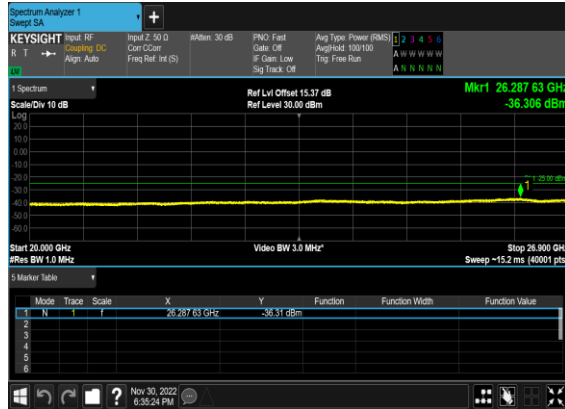 Spectrum Analyzer 1
Swept SA
+
KEYSIGHT Input: RF Input Z: 50 Ω #Atten: 30 dB PNO: Fast Avg Type: Power (RMS) 1 2 3 4 5 6
R T Coupling: DC Corr CCorr Gate: Off Avg|Hold: 100/100 A W W W W W
Align: Auto Freq Ref: Int (S) IF Gain: Low Trig: Free Run
Sig Track: Off A N N N N N
1 Spectrum Ref Lvl Offset 15.37 dB Mkr1 26.287 63 GHz
Scale/Div 10 dB Ref Level 30.00 dBm -36.306 dBm
Log
20.0
10.0
0.00
-10.0
-20.0
-25.00 dBm
-30.0
1
-40.0
-50.0
-60.0
Start 20.000 GHz Video BW 3.0 MHz* Stop 26.900 GHz
#Res BW 1.0 MHz Sweep ~15.2 ms (40001 pts)
5 Marker Table
Mode Trace Scale X Y Function Function Width Function Value
1 N 1 f 26.287 63 GHz -36.31 dBm
2
3
4
5
6
? Nov 30, 2022
6:35:24 PM